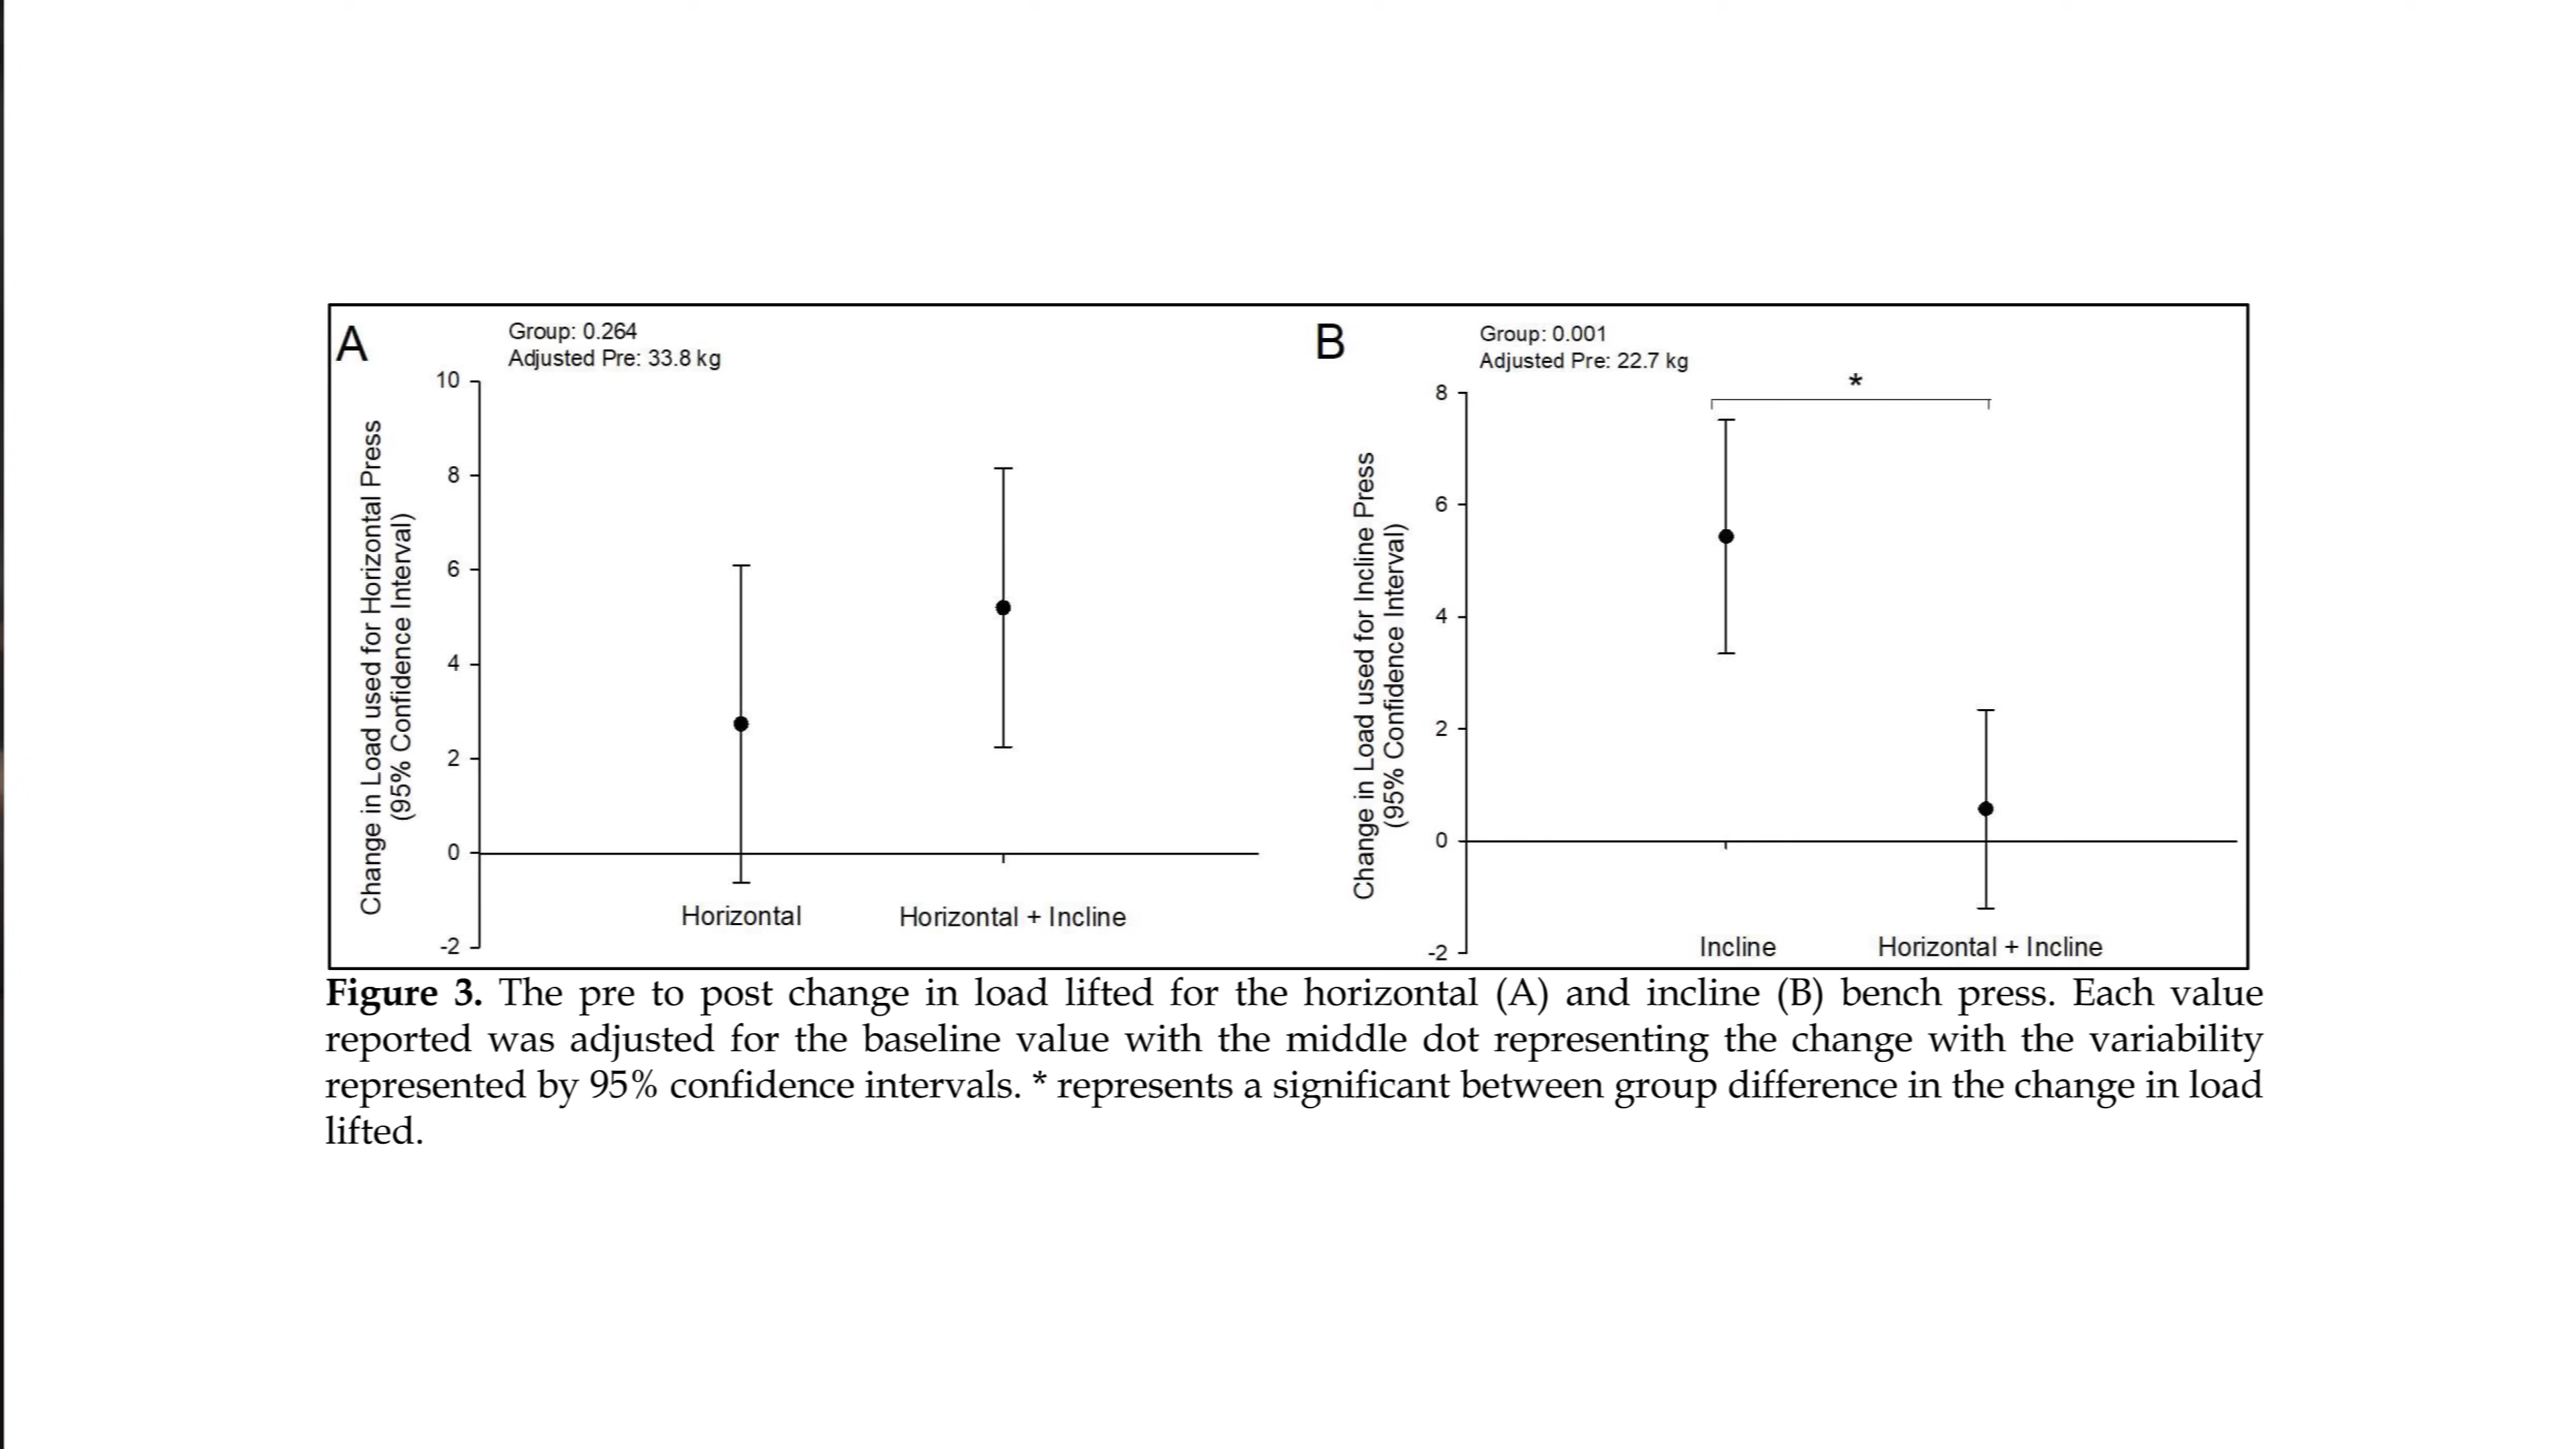 A
Group: 0.264
Adjusted Pre: 33.8 kg
Change in Load used for Horizontal Press
(95% Confidence Interval)
10
8
6
4
2
0
-2
Horizontal
Horizontal + Incline
B
Group: 0.001
Adjusted Pre: 22.7 kg
*
Change in Load used for Incline Press
(95% Confidence Interval)
8
6
4
2
0
-2
Incline
Horizontal + Incline
Figure 3. The pre to post change in load lifted for the horizontal (A) and incline (B) bench press. Each value
reported was adjusted for the baseline value with the middle dot representing the change with the variability
represented by 95% confidence intervals. * represents a significant between group difference in the change in load
lifted.